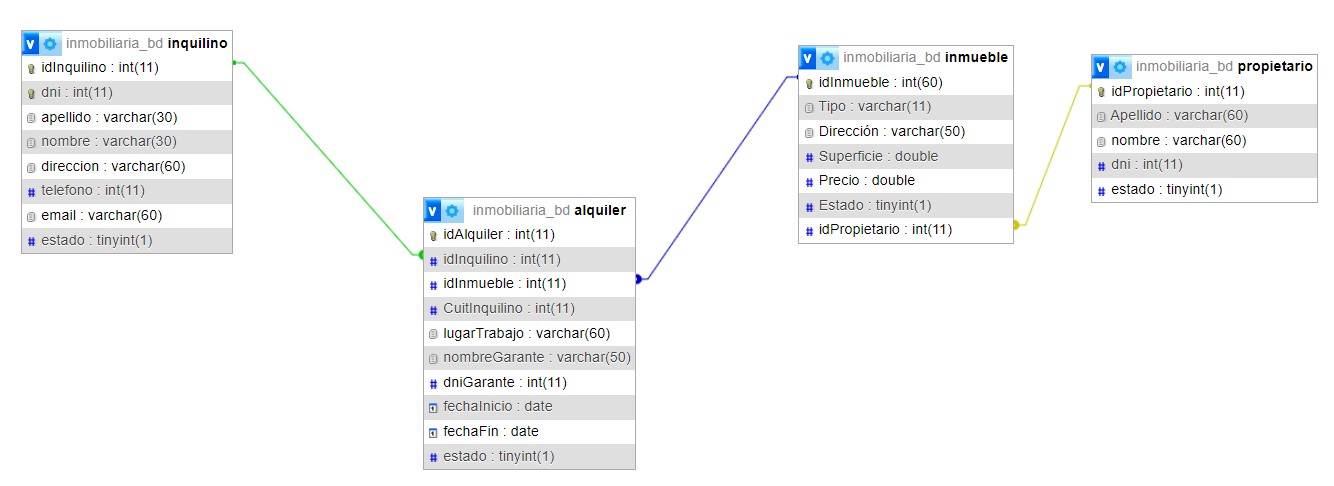 inmobiliaria_bd inquilino
idInquilino : int(11)
dni : int(11)
apellido : varchar(30)
nombre : varchar(30)
direccion : varchar(60)
telefono : int(11)
email : varchar(60)
estado : tinyint(1)
inmobiliaria_bd alquiler
idAlquiler : int(11)
idInquilino : int(11)
idInmueble : int(11)
CuitInquilino : int(11)
lugarTrabajo : varchar(60)
nombreGarante : varchar(50)
dniGarante : int(11)
fechaInicio : date
fechaFin : date
estado : tinyint(1)
inmobiliaria_bd inmueble
idInmueble : int(60)
Tipo : varchar(11)
Dirección : varchar(50)
Superficie : double
Precio : double
Estado : tinyint(1)
idPropietario : int(11)
inmobiliaria_bd propietario
idPropietario : int(11)
Apellido : varchar(60)
nombre : varchar(60)
dni : int(11)
estado : tinyint(1)